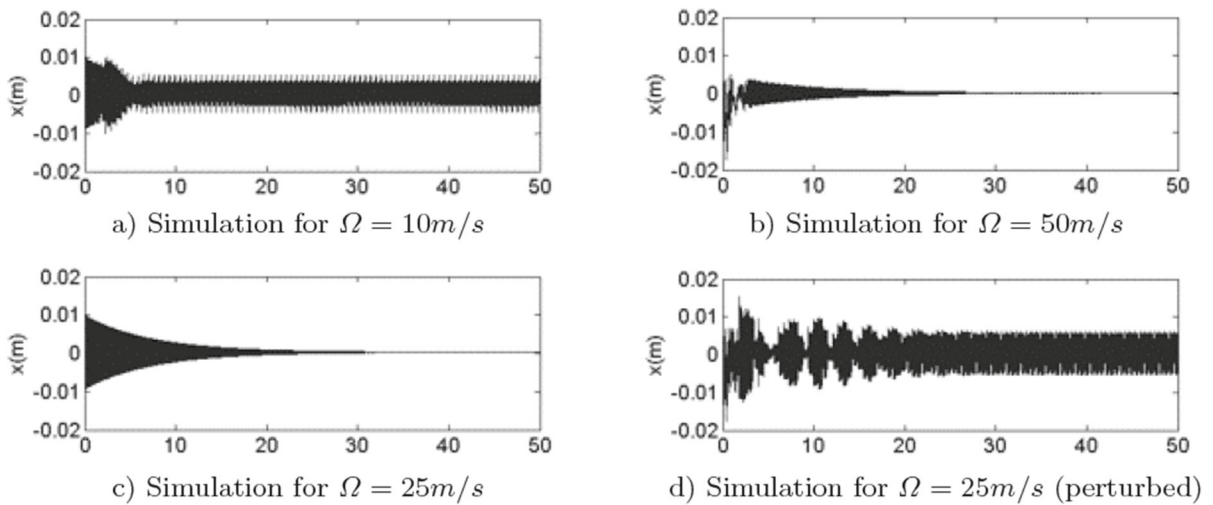 0.02
0.01
x(m)
0
-0.01
-0.02
0 10 20 30 40 50
a) Simulation for Ω = 10m/s
0.02
0.01
x(m)
0
-0.01
-0.02
0 10 20 30 40 50
b) Simulation for Ω = 50m/s
0.02
0.01
x(m)
0
-0.01
-0.02
0 10 20 30 40 50
c) Simulation for Ω = 25m/s
0.02
0.01
x(m)
0
-0.01
-0.02
0 10 20 30 40 50
d) Simulation for Ω = 25m/s (perturbed)